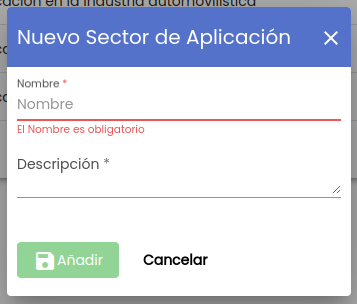 cación en la industria automovilística
Nuevo Sector de Aplicación
Nombre *
Nombre
El Nombre es obligatorio
Descripción *
Añadir
Cancelar